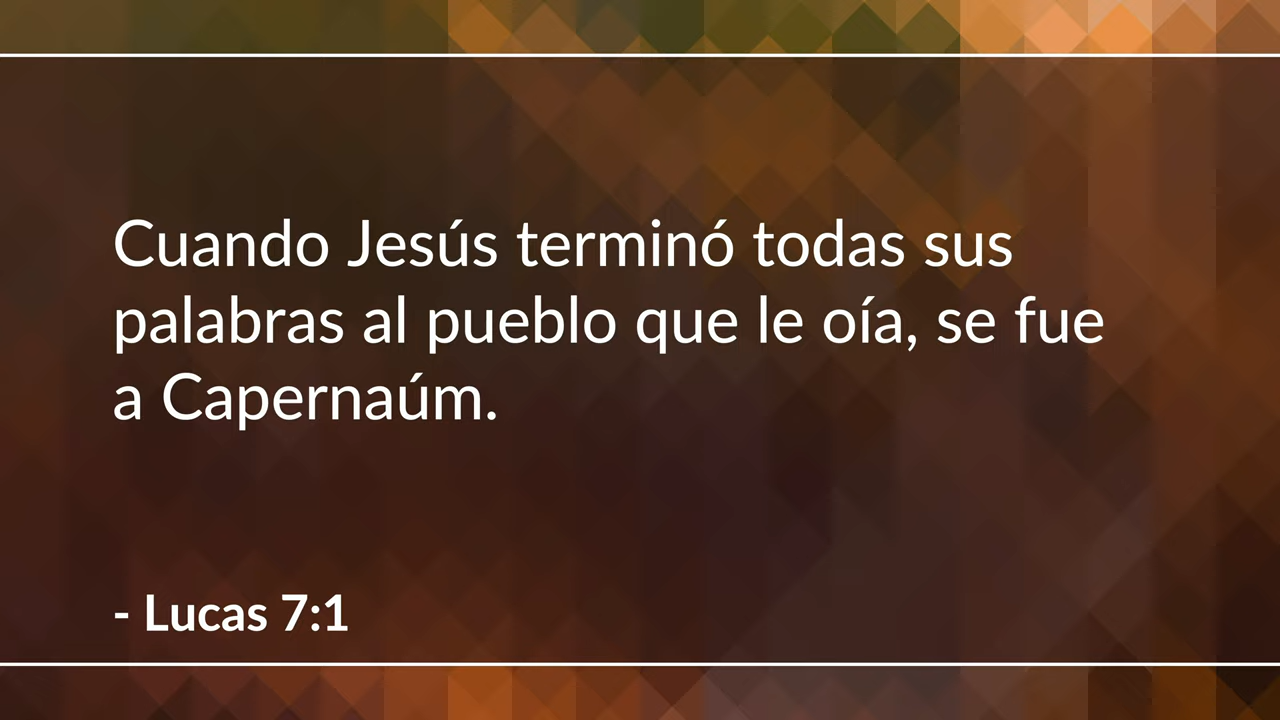 Cuando Jesús terminó todas sus
palabras al pueblo que le oía, se fue
a Capernaúm.
- Lucas 7:1